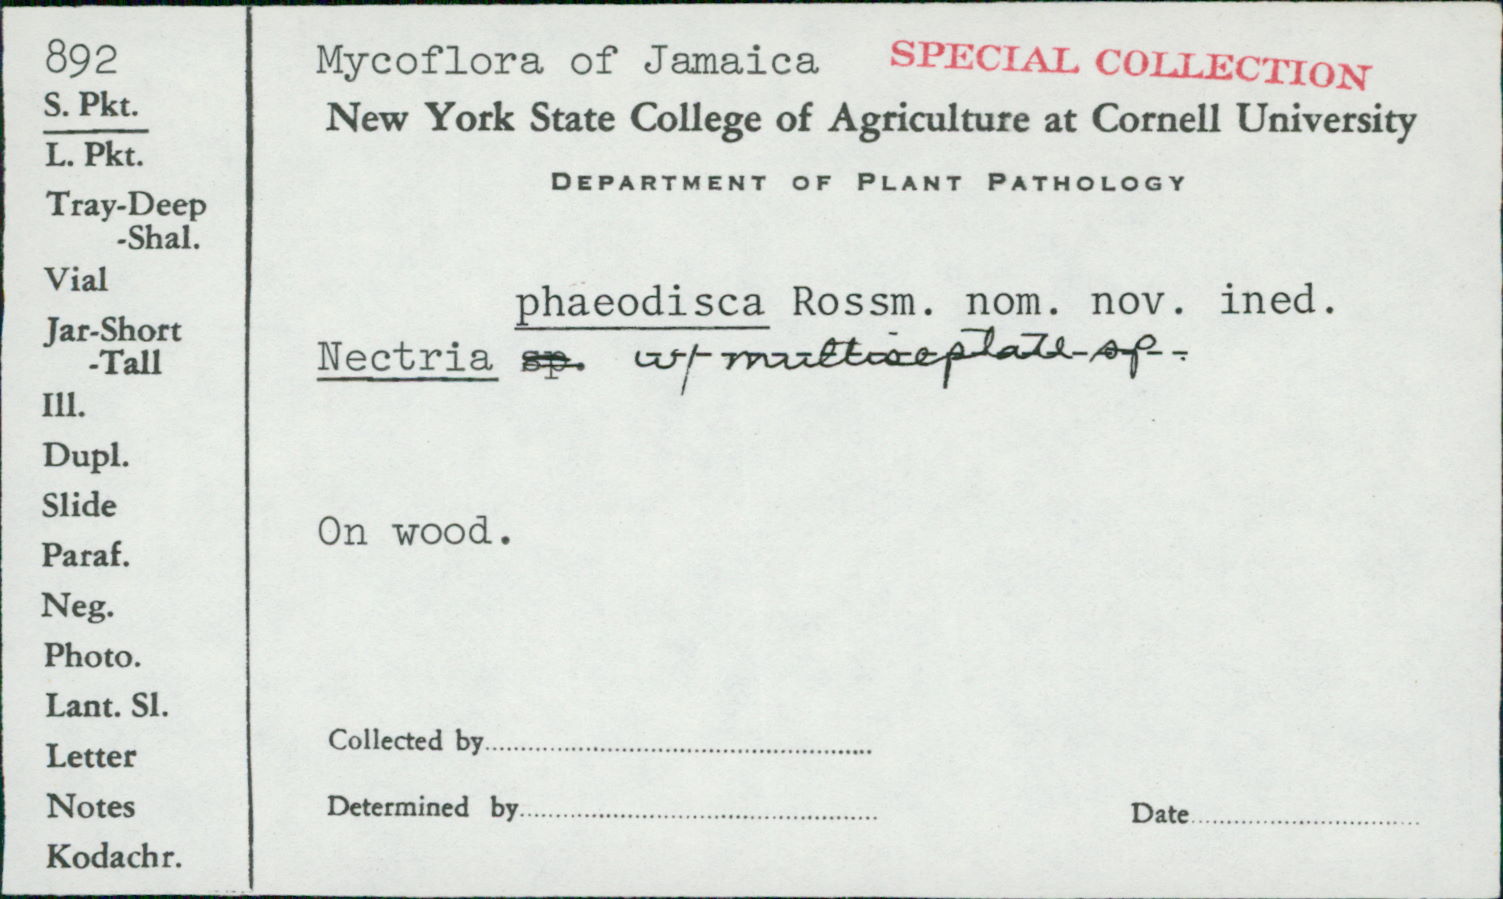 892
S. Pkt.
L. Pkt.
Tray-Deep
-Shal.
Vial
Jar-Short
-Tall
Ill.
Dupl.
Slide
Paraf.
Neg.
Photo.
Lant. Sl.
Letter
Notes
Kodachr.
Mycoflora of Jamaica SPECIAL COLLECTION
New York State College of Agriculture at Cornell University
DEPARTMENT OF PLANT PATHOLOGY
phaeodisca Rossm. nom. nov. ined.
Nectria sp. w/ multiseptate sp.
On wood.
Collected by
Determined by
Date